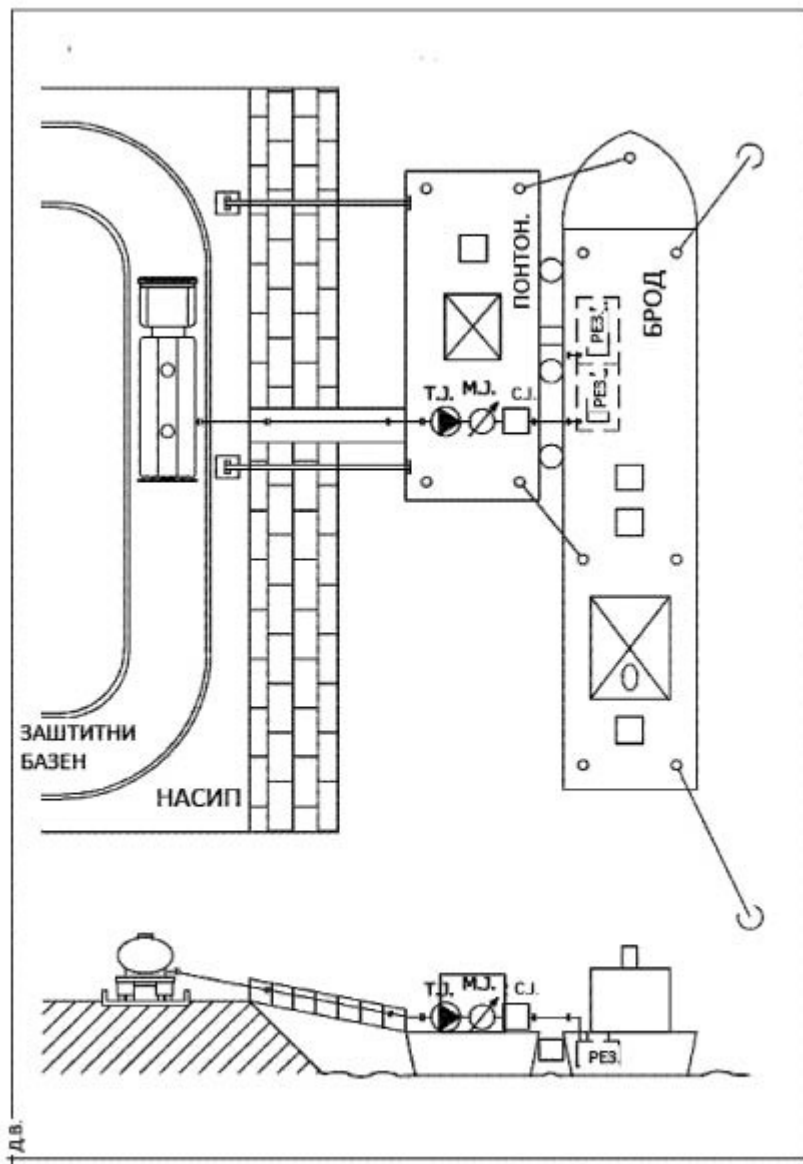 ПОНТОН.
БРОД
РЕЗ.
РЕЗ.
Т.Ј.
М.Ј.
С.Ј.
ЗАШТИТНИ
БАЗЕН
НАСИП
Т.Ј.
М.Ј.
С.Ј.
РЕЗ.
Д.В.